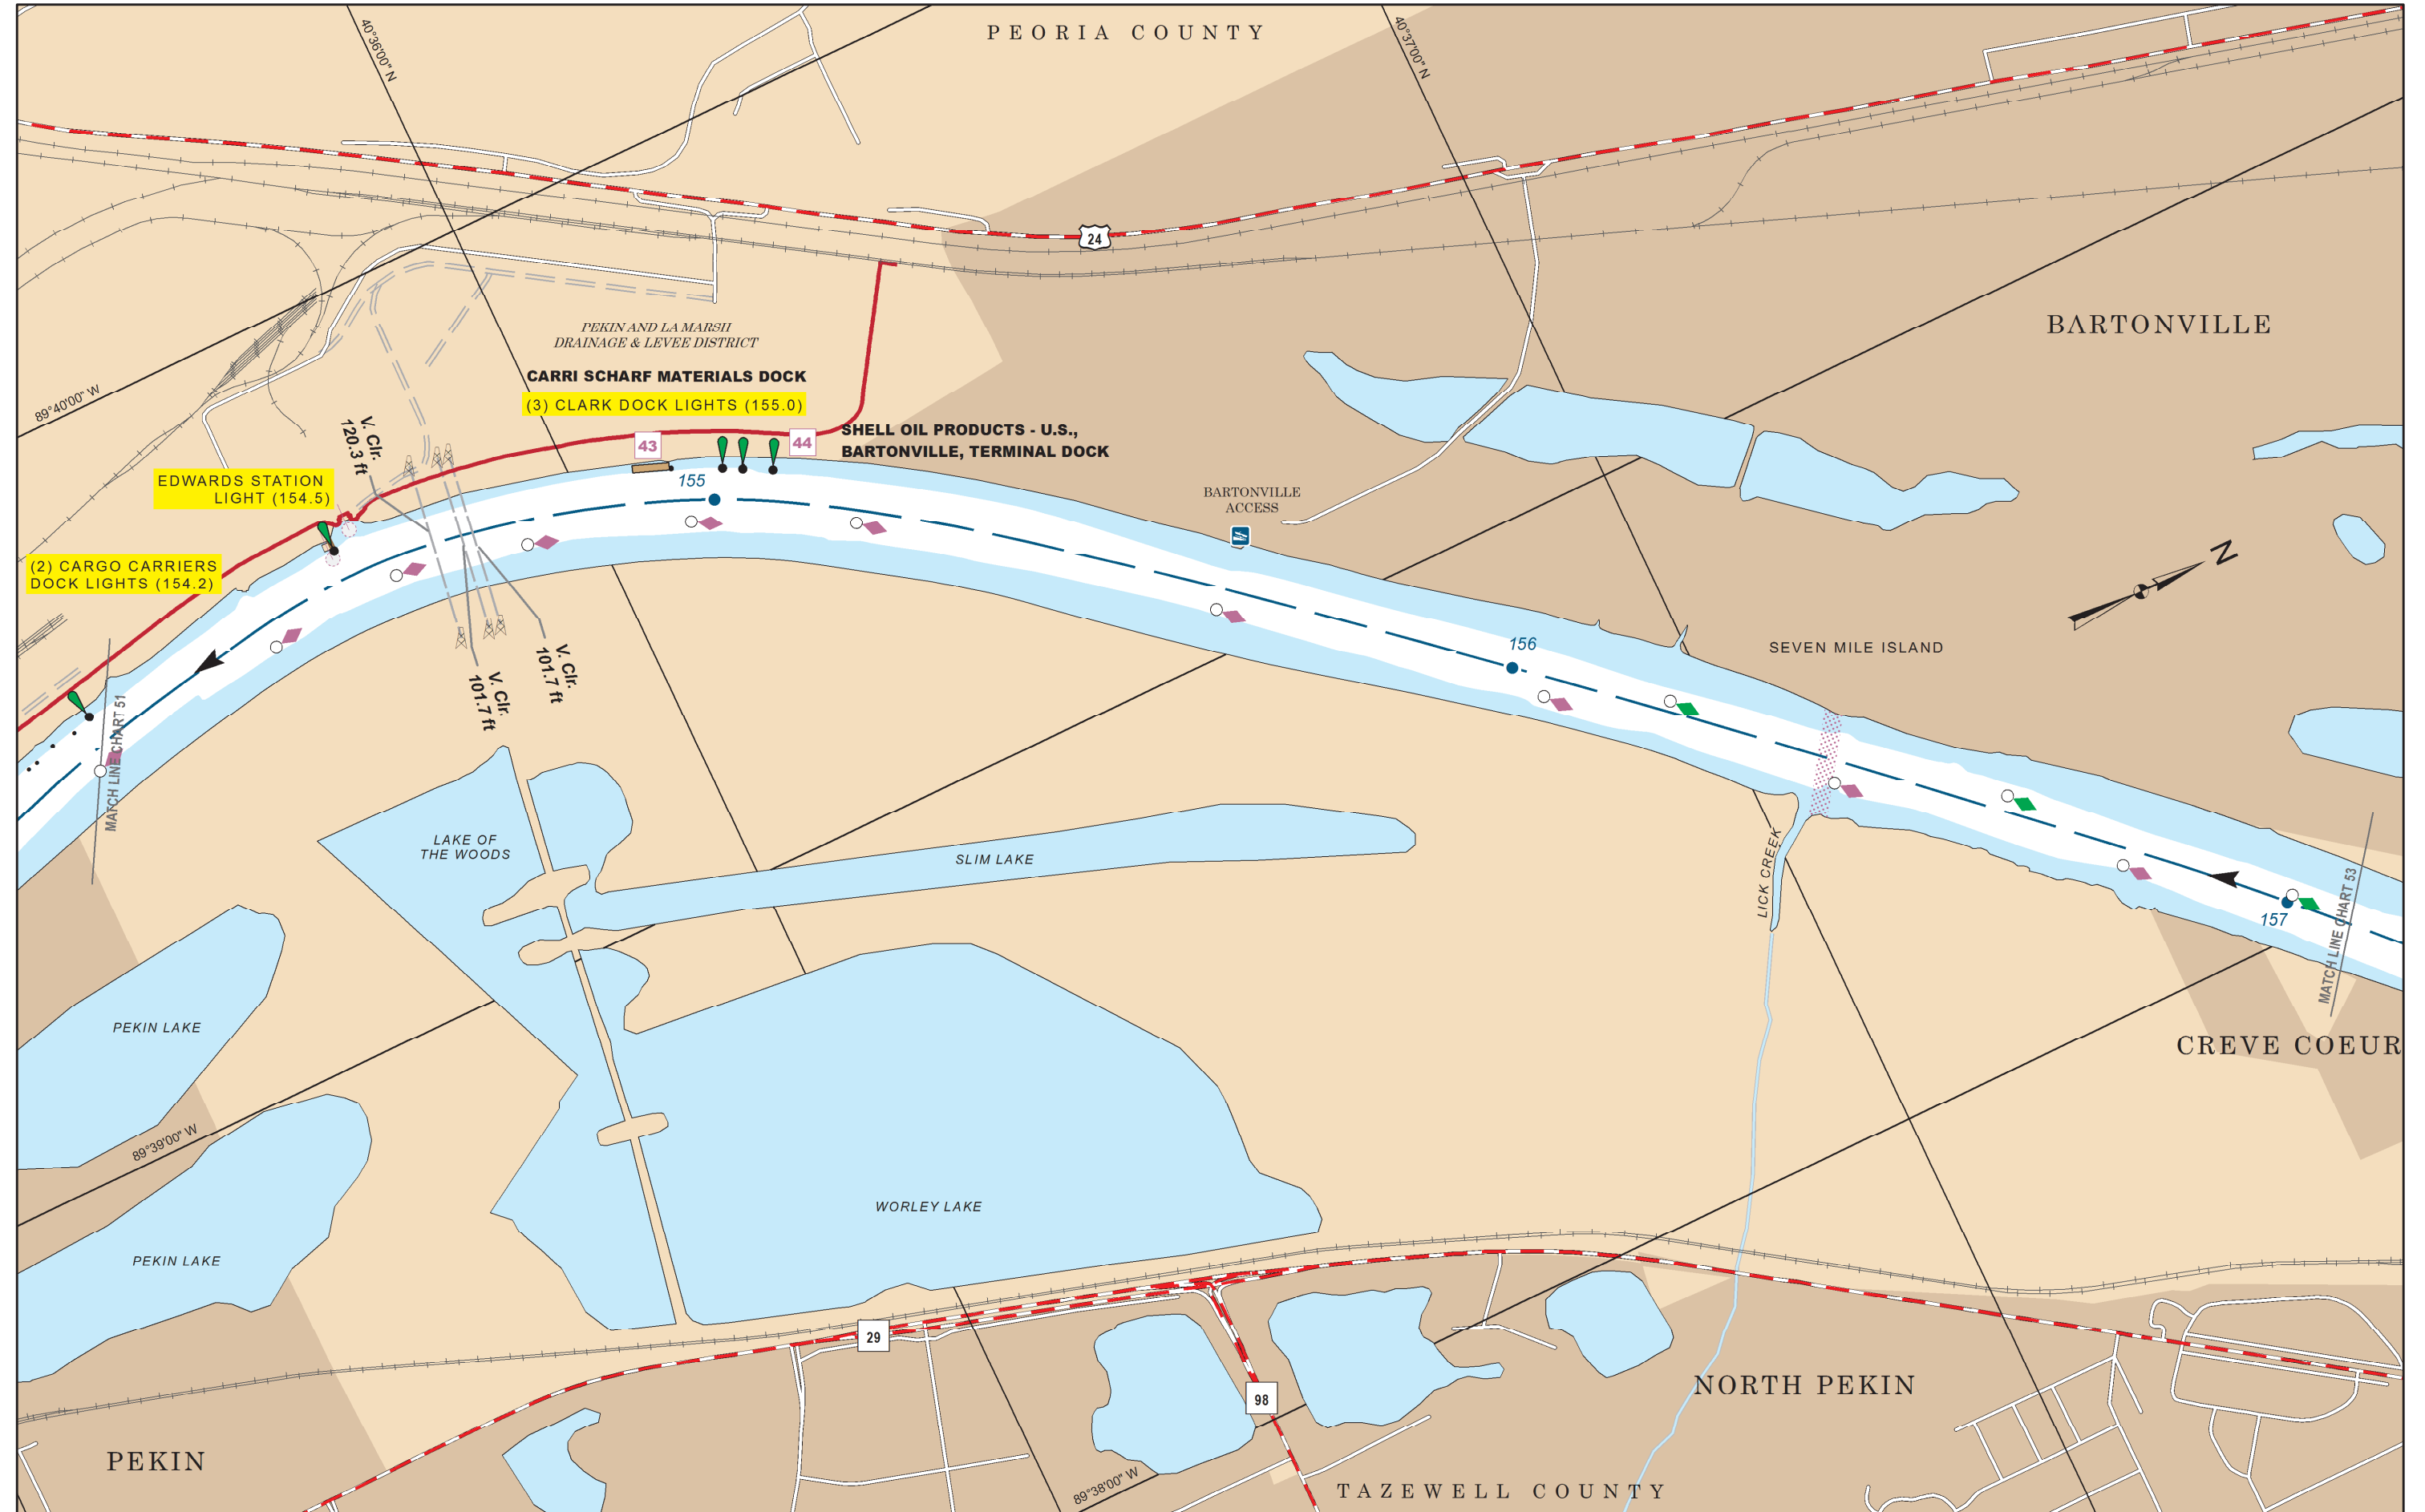 PEORIA COUNTY
40°36'00" N
40°37'00" N
24
BARTONVILLE
PEKIN AND LA MARSH
DRAINAGE & LEVEE DISTRICT
CARRI SCHARF MATERIALS DOCK
(3) CLARK DOCK LIGHTS (155.0)
89°40'00" W
V. Clr.
120.3 ft
43
44
SHELL OIL PRODUCTS - U.S.,
BARTONVILLE, TERMINAL DOCK
EDWARDS STATION
LIGHT (154.5)
155
BARTONVILLE
ACCESS
(2) CARGO CARRIERS
DOCK LIGHTS (154.2)
N
156
SEVEN MILE ISLAND
V. Clr.
101.7 ft
V. Clr.
101.7 ft
MATCH LINE CHART 51
LAKE OF
THE WOODS
SLIM LAKE
LICK CREEK
157
MATCH LINE CHART 53
PEKIN LAKE
CREVE COEUR
89°39'00" W
WORLEY LAKE
PEKIN LAKE
29
98
NORTH PEKIN
PEKIN
89°38'00" W
TAZEWELL COUNTY